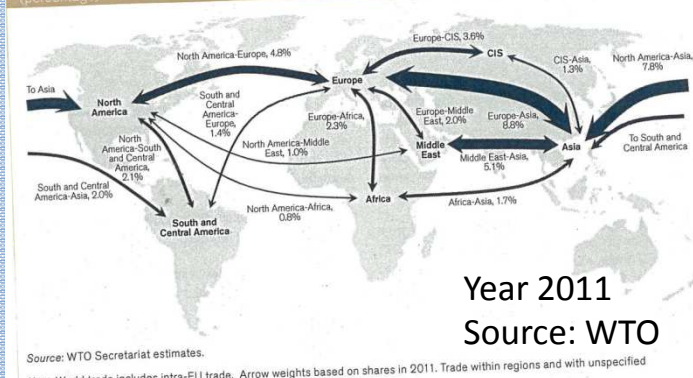 (percentage)
North America-Europe, 4.8%
Europe-CIS, 3.6%
CIS
CIS-Asia,
1.3%
North America-Asia,
7.8%
To Asia
North
America
South and
Central
America-
Europe,
1.4%
Europe
Europe-Africa,
2.3%
Europe-Middle
East, 2.0%
Europe-Asia,
8.8%
North
America-South
and Central
America,
2.1%
North America-Middle
East, 1.0%
Middle
East
Middle East-Asia,
5.1%
Asia
To South and
Central America
South and Central
America-Asia, 2.0%
South and
Central America
North America-Africa,
0.8%
Africa
Africa-Asia, 1.7%
Year 2011
Source: WTO
Source: WTO Secretariat estimates.
World trade includes intra-EU trade. Arrow weights based on shares in 2011. Trade within regions and with unspecified